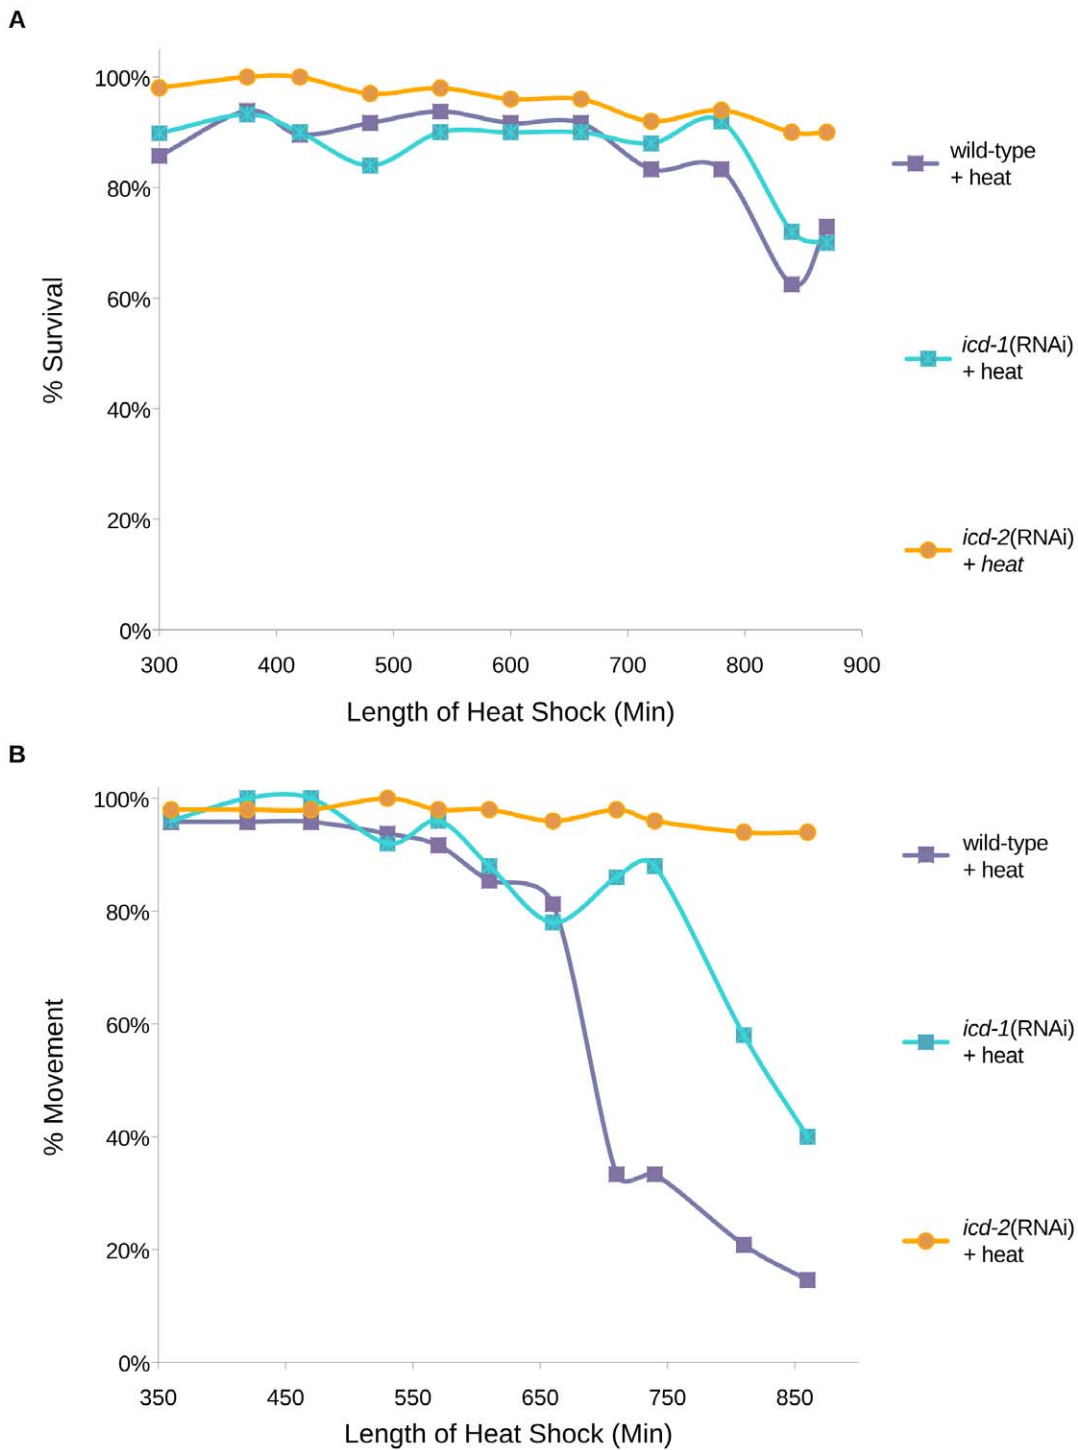 A
100%
80%
60%
40%
20%
0%
% Survival
300 400 500 600 700 800 900
Length of Heat Shock (Min)
wild-type
+ heat
icd-1(RNAi)
+ heat
icd-2(RNAi)
+ heat
B
100%
80%
60%
40%
20%
0%
% Movement
350 450 550 650 750 850
Length of Heat Shock (Min)
wild-type
+ heat
icd-1(RNAi)
+ heat
icd-2(RNAi)
+ heat